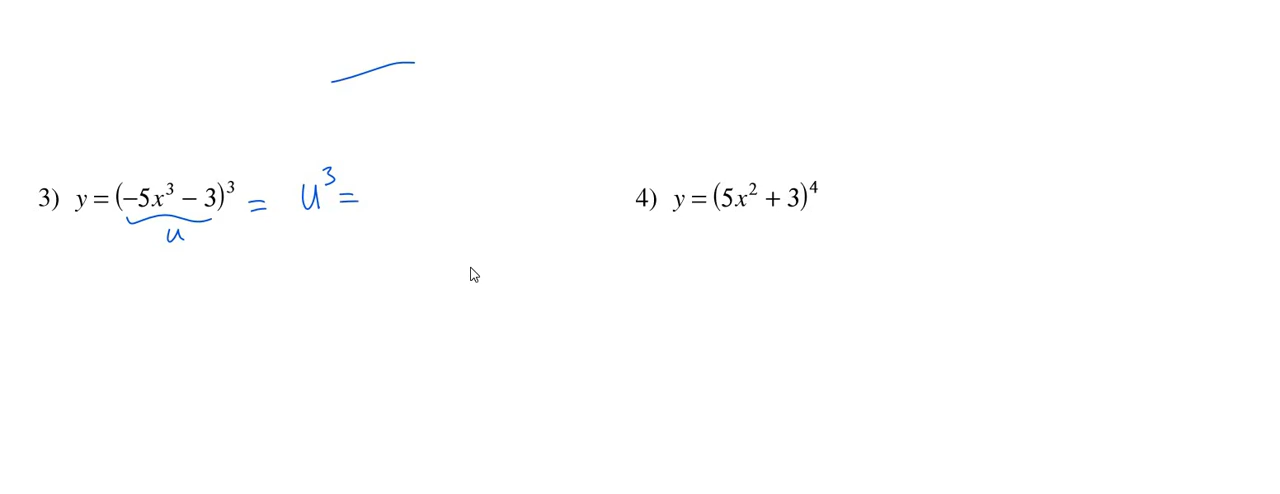 3) y = (−5x³ − 3)³ = u³ =
u
4) y = (5x² + 3)⁴